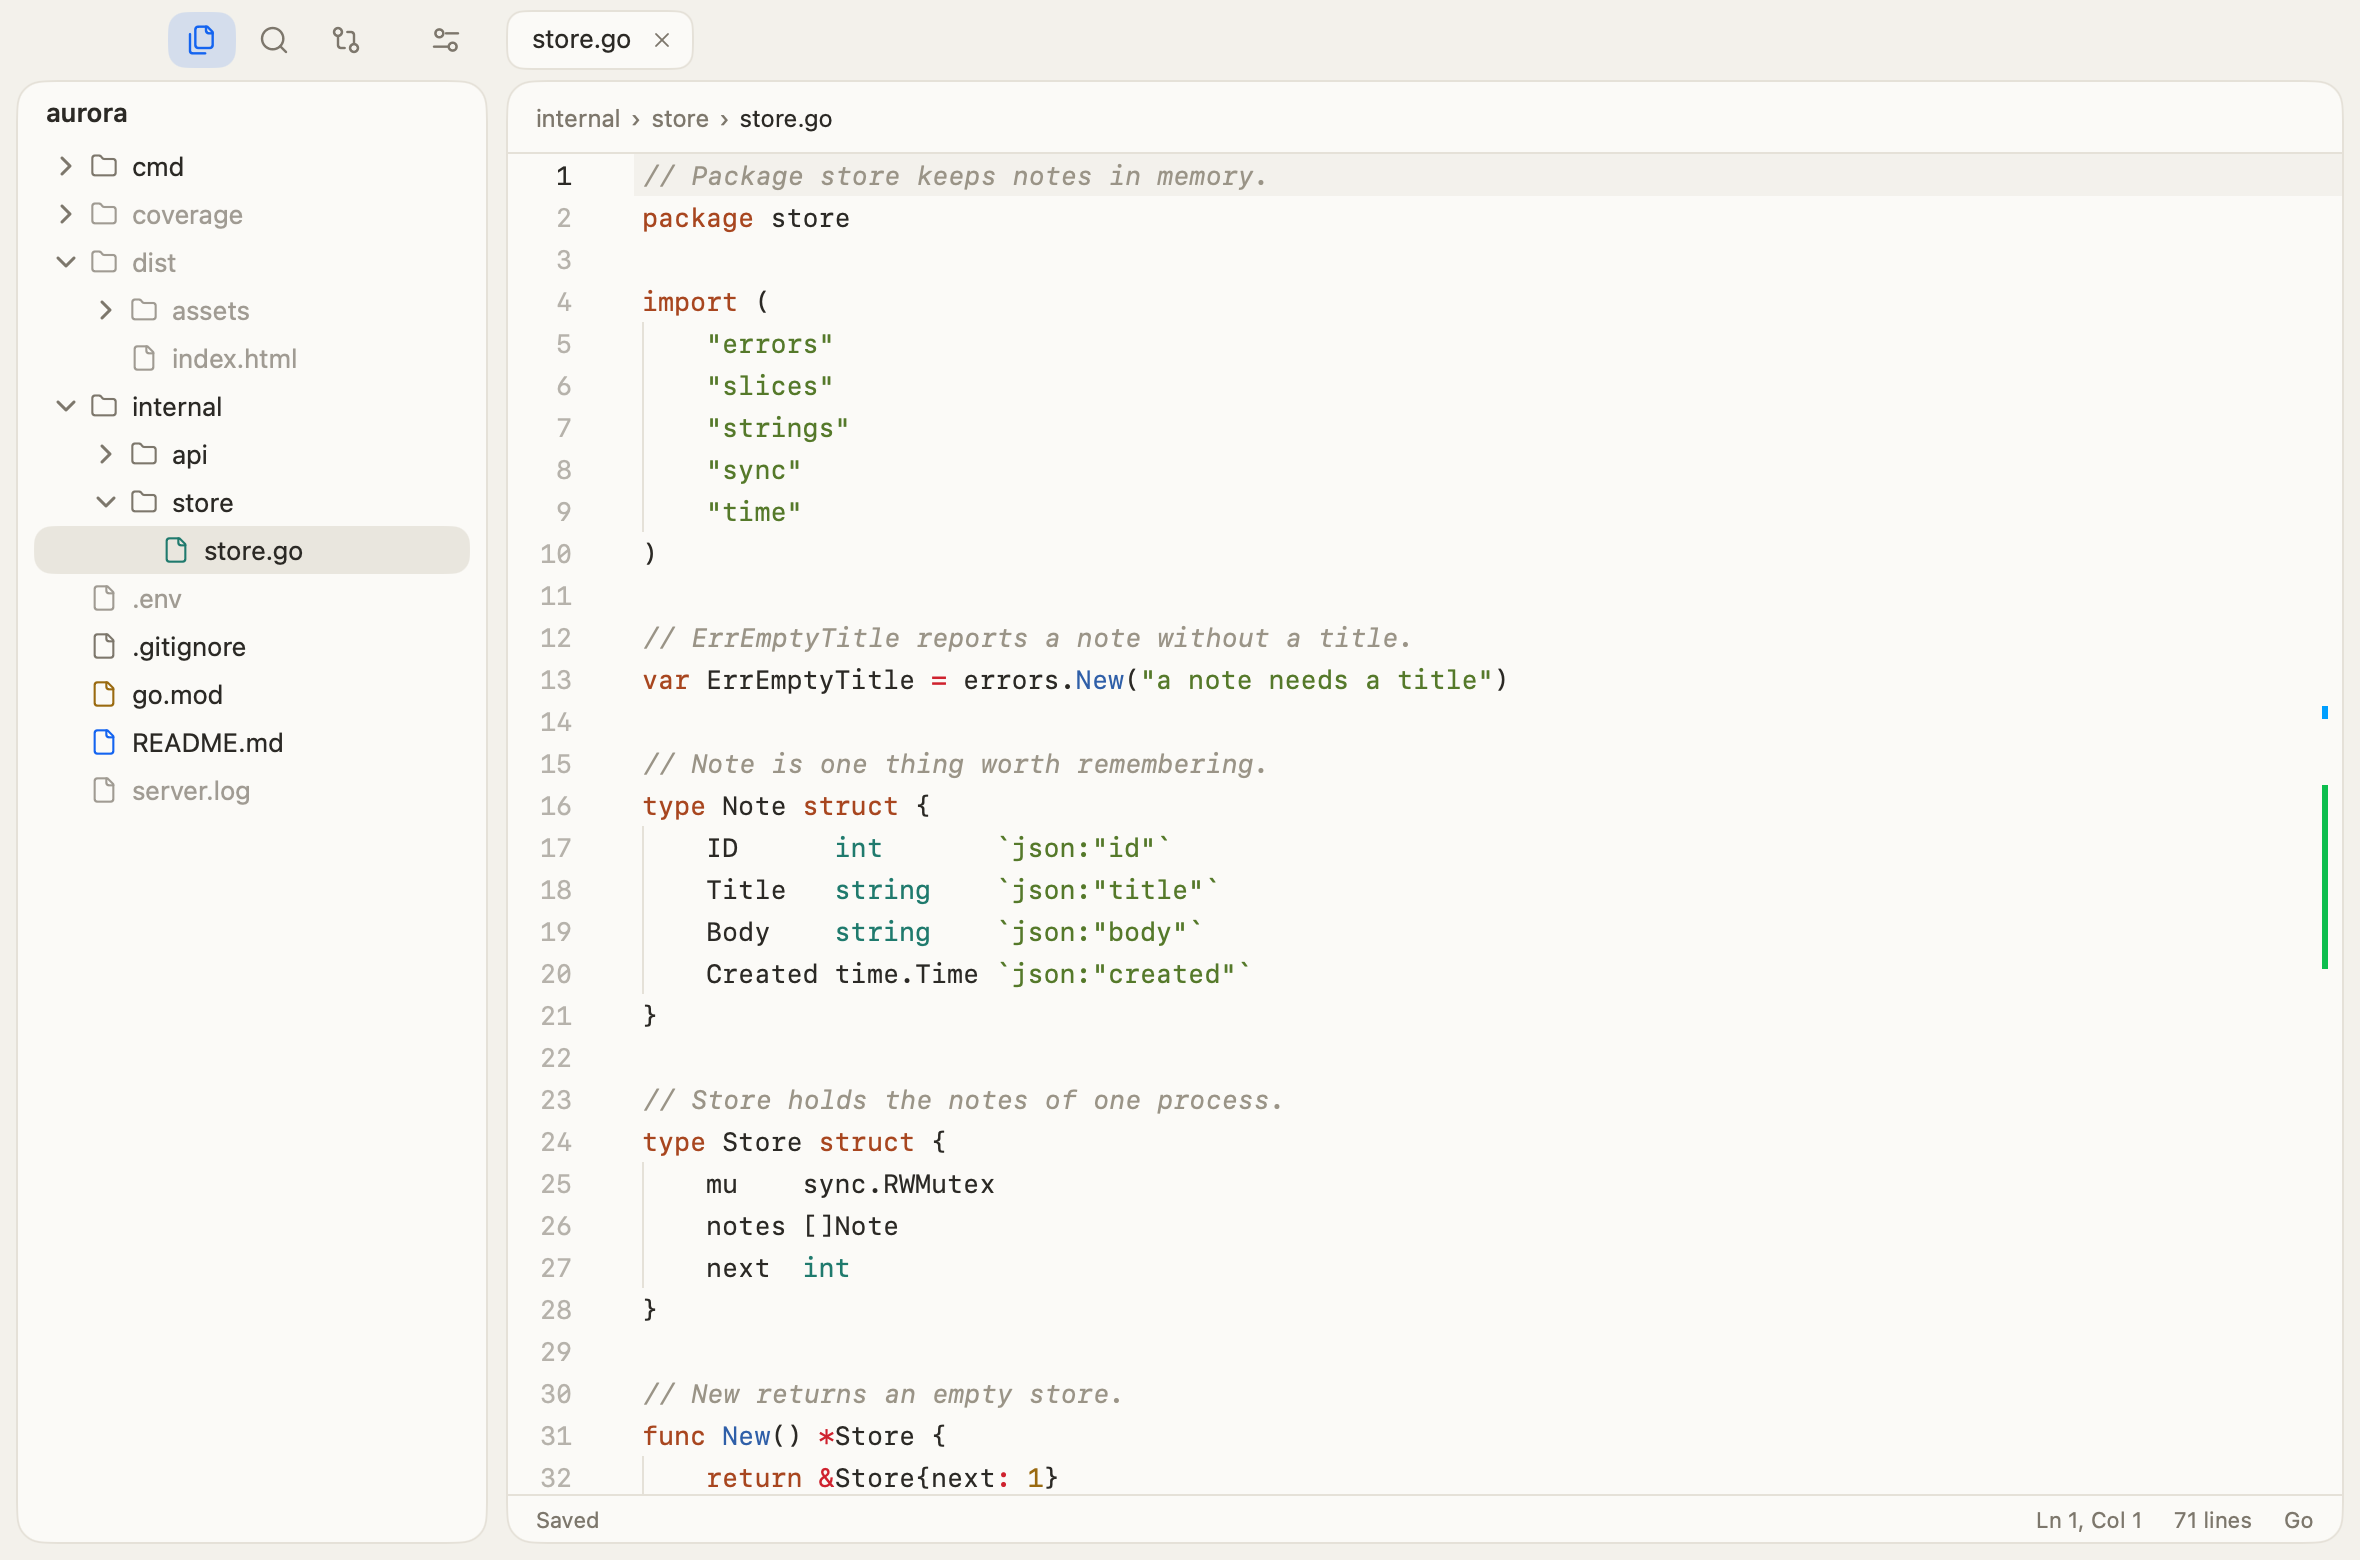 store.go
aurora
cmd
coverage
dist
assets
index.html
internal
api
store
store.go
.env
.gitignore
go.mod
README.md
server.log
internal › store › store.go
1 // Package store keeps notes in memory.
2 package store
3
4 import (
5     "errors"
6     "slices"
7     "strings"
8     "sync"
9     "time"
10 )
11
12 // ErrEmptyTitle reports a note without a title.
13 var ErrEmptyTitle = errors.New("a note needs a title")
14
15 // Note is one thing worth remembering.
16 type Note struct {
17     ID      int       `json:"id"`
18     Title   string    `json:"title"`
19     Body    string    `json:"body"`
20     Created time.Time `json:"created"`
21 }
22
23 // Store holds the notes of one process.
24 type Store struct {
25     mu    sync.RWMutex
26     notes []Note
27     next  int
28 }
29
30 // New returns an empty store.
31 func New() *Store {
32     return &Store{next: 1}
Saved Ln 1, Col 1 71 lines Go